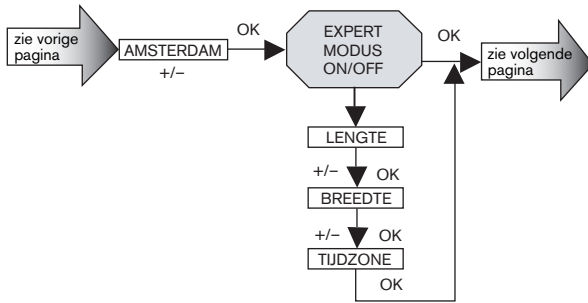 zie vorige
pagina
AMSTERDAM
+/–
OK
EXPERT
MODUS
ON/OFF
OK
zie volgende
pagina
LENGTE
+/– OK
BREEDTE
+/– OK
TIJDZONE
OK